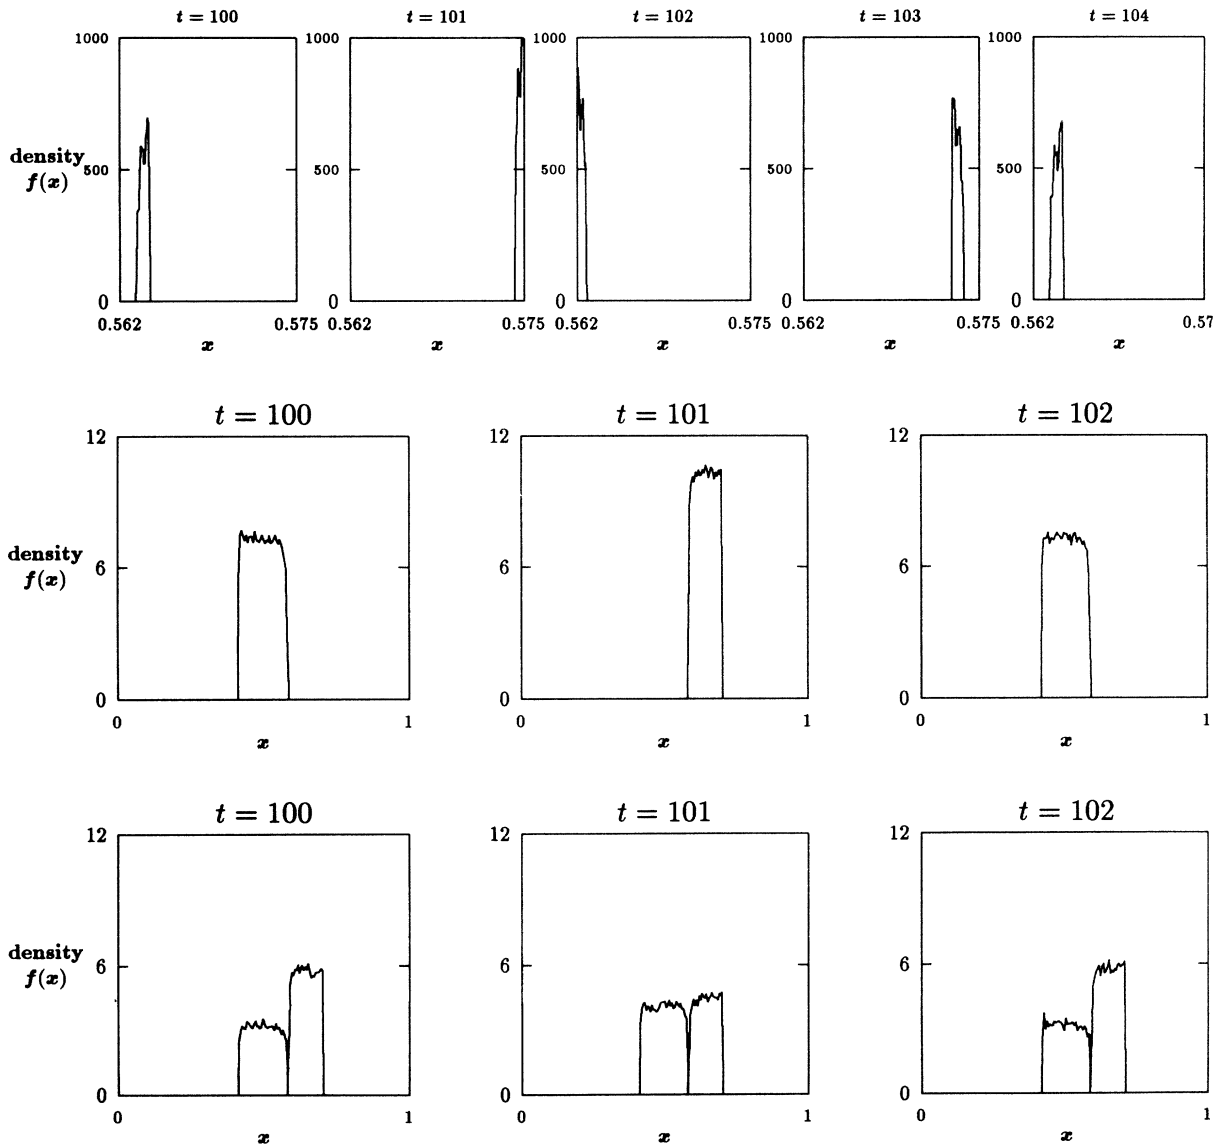 t = 100 t = 101 t = 102 t = 103 t = 104
1000 1000 1000 1000 1000
density
f(x)
500 500 500 500 500
0 0 0 0 0
0.562 0.575 0.562 0.575 0.562 0.575 0.562 0.575 0.562 0.57
x x x x x
t = 100 t = 101 t = 102
12 12 12
density
f(x)
6 6 6
0 0 0
0 1 0 1 0 1
x x x
t = 100 t = 101 t = 102
12 12 12
density
f(x)
6 6 6
0 0 0
0 1 0 1 0 1
x x x